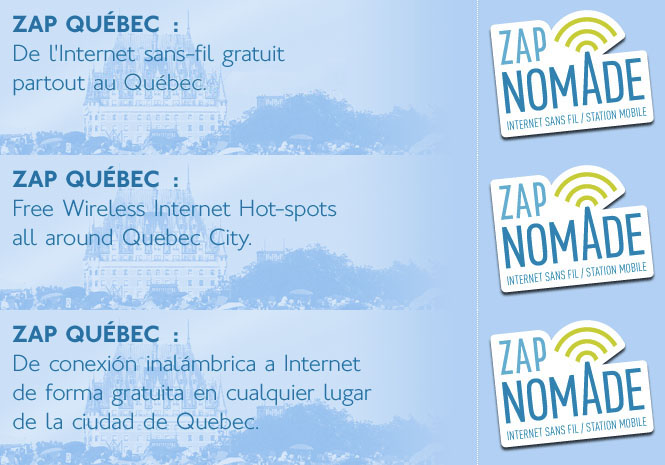 ZAP QUÉBEC :
De l'Internet sans-fil gratuit
partout au Québec.
ZAP
NOMADE
INTERNET SANS FIL / STATION MOBILE
ZAP QUÉBEC :
Free Wireless Internet Hot-spots
all around Quebec City.
ZAP
NOMADE
INTERNET SANS FIL / STATION MOBILE
ZAP QUÉBEC :
De conexión inalámbrica a Internet
de forma gratuita en cualquier lugar
de la ciudad de Quebec.
ZAP
NOMADE
INTERNET SANS FIL / STATION MOBILE